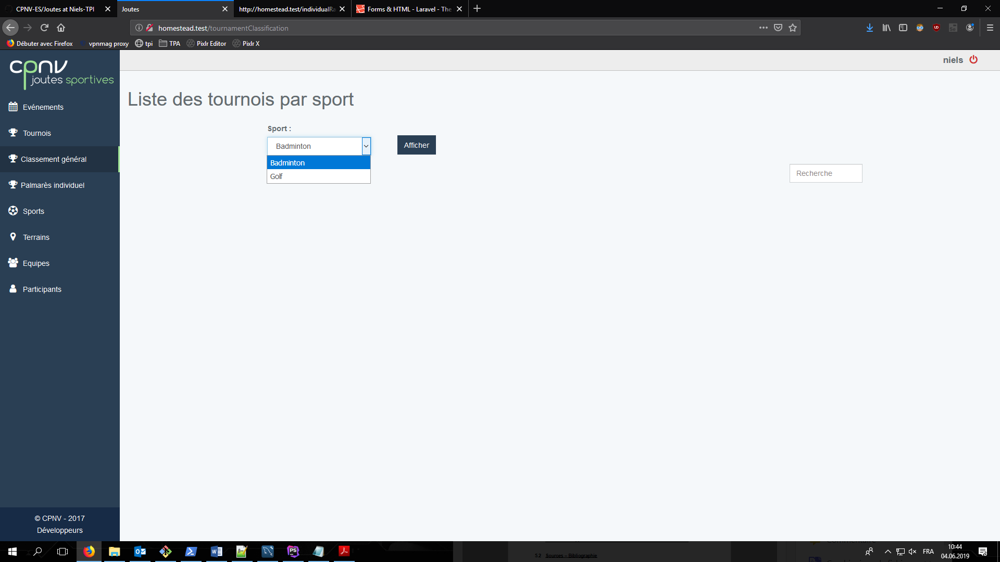 CPNV-ES/Joutes at Niels-TPI
Joutes
http://homestead.test/individualRa
Forms & HTML - Laravel - The
homestead.test/tournamentClassification
Débuter avec Firefox
vpnmag proxy
tpi
TPA
Pixlr Editor
Pixlr X
cpnv
joutes sportives
niels
Evénements
Tournois
Classement général
Palmarès individuel
Sports
Terrains
Equipes
Participants
Liste des tournois par sport
Sport :
Badminton
Afficher
Badminton
Golf
Recherche
© CPNV - 2017
Développeurs
5.2 Sources – Bibliographie
Commentaire
FRA
10:44
04.06.2019